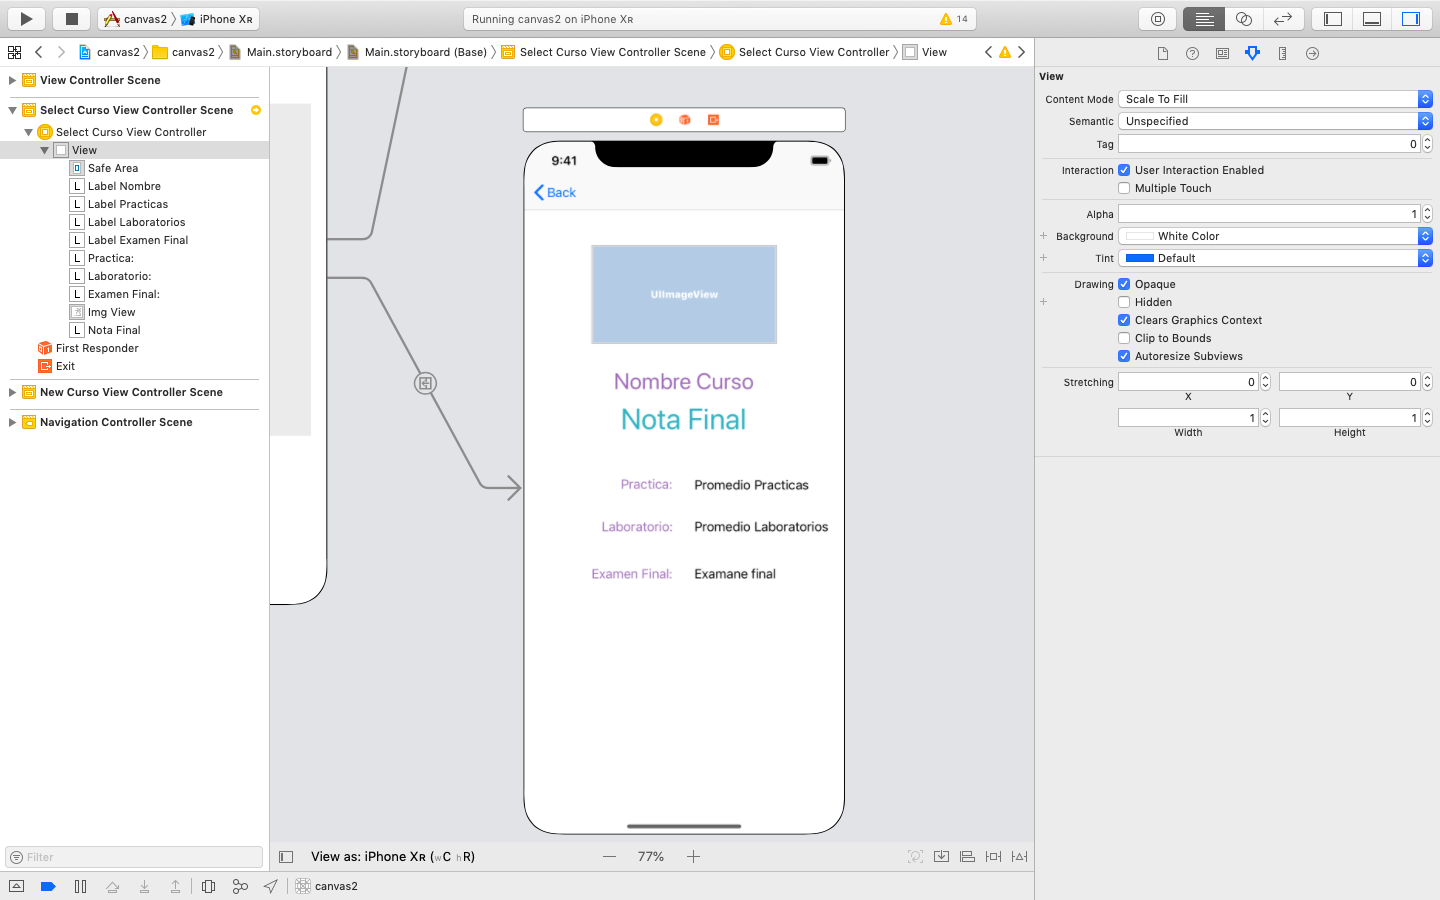 canvas2 iPhone Xʀ
Running canvas2 on iPhone Xʀ
14
canvas2 canvas2 Main.storyboard Main.storyboard (Base) Select Curso View Controller Scene Select Curso View Controller View
View Controller Scene
Select Curso View Controller Scene
Select Curso View Controller
View
Safe Area
L Label Nombre
L Label Practicas
L Label Laboratorios
L Label Examen Final
L Practica:
L Laboratorio:
L Examen Final:
Img View
L Nota Final
First Responder
Exit
New Curso View Controller Scene
Navigation Controller Scene
Filter
9:41
Back
UIImageView
Nombre Curso
Nota Final
Practica: Promedio Practicas
Laboratorio: Promedio Laboratorios
Examen Final: Examane final
View as: iPhone Xʀ (wC hR)
77%
canvas2
View
Content Mode Scale To Fill
Semantic Unspecified
Tag 0
Interaction User Interaction Enabled
Multiple Touch
Alpha 1
Background White Color
Tint Default
Drawing Opaque
Hidden
Clears Graphics Context
Clip to Bounds
Autoresize Subviews
Stretching 0 0
X Y
1 1
Width Height